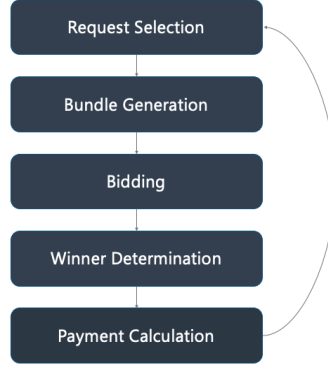 Request Selection
Bundle Generation
Bidding
Winner Determination
Payment Calculation